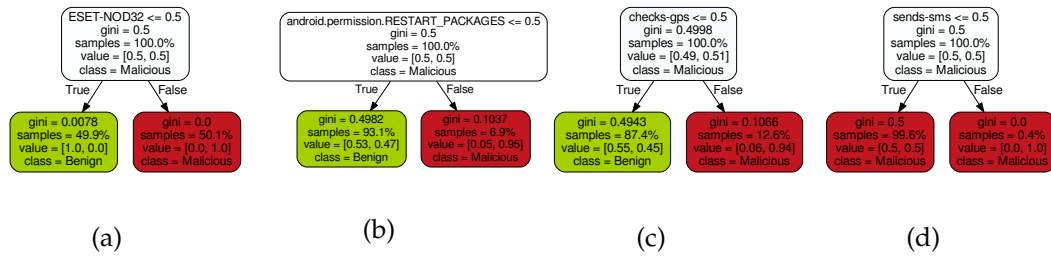 ESET-NOD32 <= 0.5
gini = 0.5
samples = 100.0%
value = [0.5, 0.5]
class = Malicious
True
False
gini = 0.0078
samples = 49.9%
value = [1.0, 0.0]
class = Benign
gini = 0.0
samples = 50.1%
value = [0.0, 1.0]
class = Malicious
(a)
android.permission.RESTART_PACKAGES <= 0.5
gini = 0.5
samples = 100.0%
value = [0.5, 0.5]
class = Malicious
True
False
gini = 0.4982
samples = 93.1%
value = [0.53, 0.47]
class = Benign
gini = 0.1037
samples = 6.9%
value = [0.05, 0.95]
class = Malicious
(b)
checks-gps <= 0.5
gini = 0.4998
samples = 100.0%
value = [0.49, 0.51]
class = Malicious
True
False
gini = 0.4943
samples = 87.4%
value = [0.55, 0.45]
class = Benign
gini = 0.1066
samples = 12.6%
value = [0.06, 0.94]
class = Malicious
(c)
sends-sms <= 0.5
gini = 0.5
samples = 100.0%
value = [0.5, 0.5]
class = Malicious
True
False
gini = 0.5
samples = 99.6%
value = [0.5, 0.5]
class = Malicious
gini = 0.0
samples = 0.4%
value = [0.0, 1.0]
class = Malicious
(d)